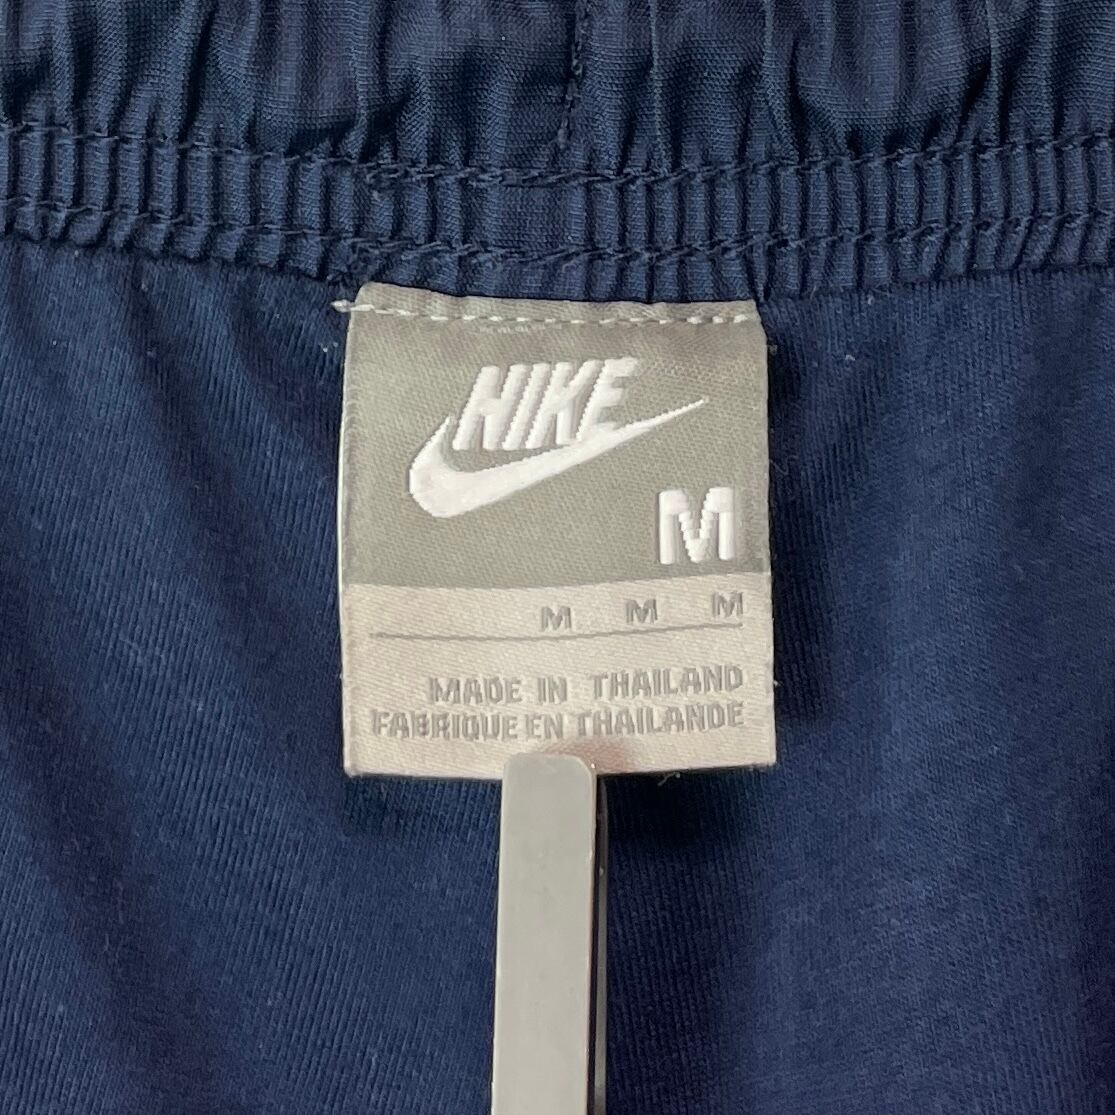 NIKE
M
M M M
MADE IN THAILAND
FABRIQUE EN THAILANDE